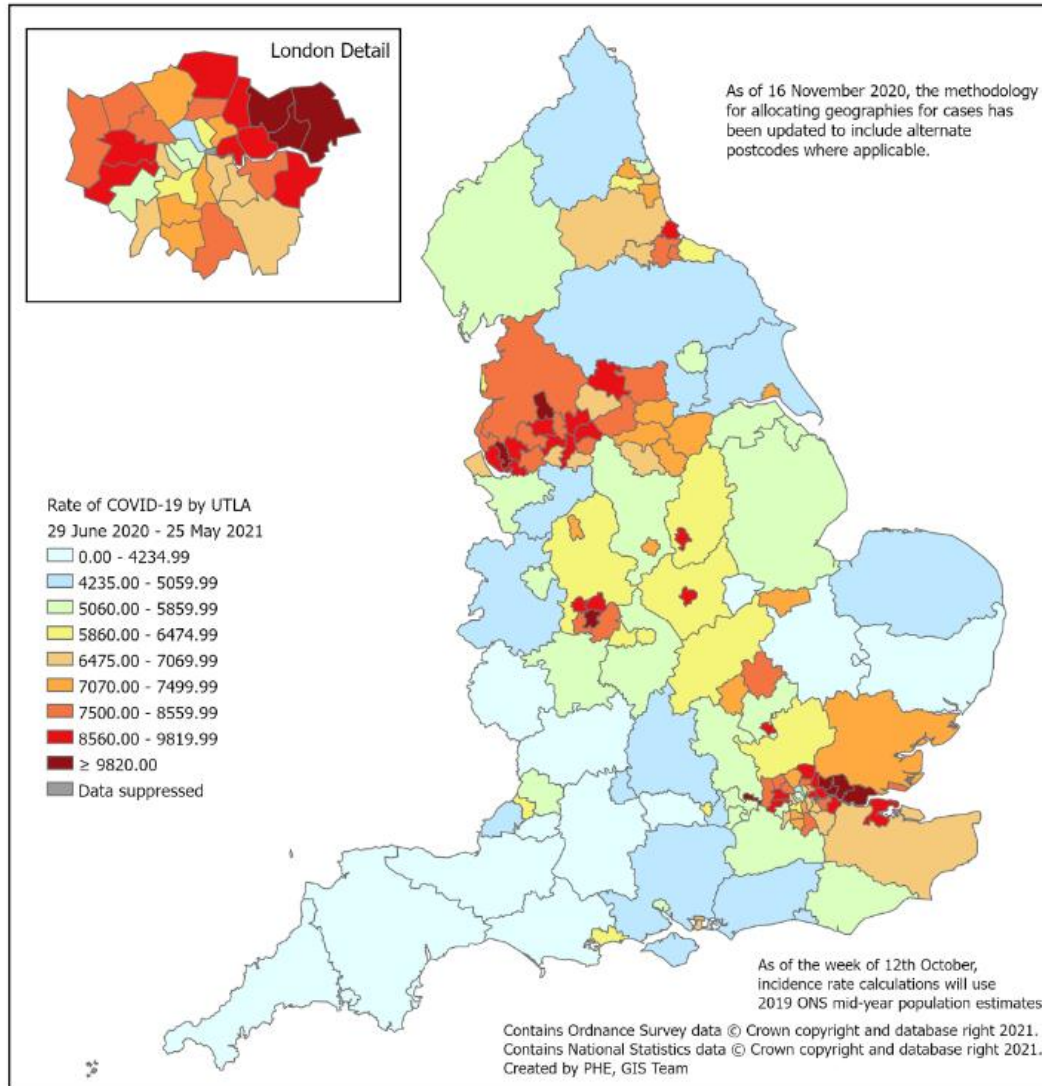 London Detail
As of 16 November 2020, the methodology
for allocating geographies for cases has
been updated to include alternate
postcodes where applicable.
Rate of COVID-19 by UTLA
29 June 2020 - 25 May 2021
0.00 - 4234.99
4235.00 - 5059.99
5060.00 - 5859.99
5860.00 - 6474.99
6475.00 - 7069.99
7070.00 - 7499.99
7500.00 - 8559.99
8560.00 - 9819.99
≥ 9820.00
Data suppressed
As of the week of 12th October,
incidence rate calculations will use
2019 ONS mid-year population estimates
Contains Ordnance Survey data © Crown copyright and database right 2021.
Contains National Statistics data © Crown copyright and database right 2021.
Created by PHE, GIS Team